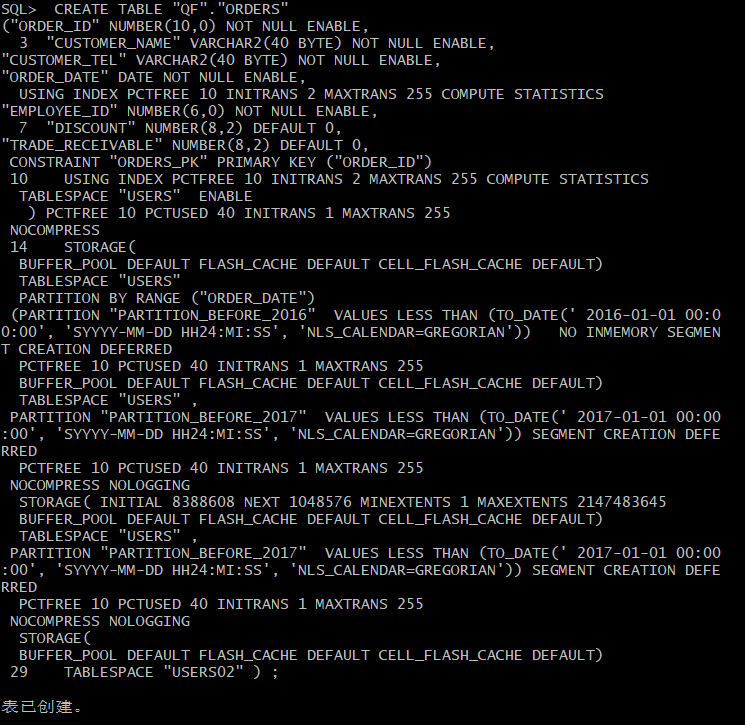 SQL>  CREATE TABLE "QF"."ORDERS"
("ORDER_ID" NUMBER(10,0) NOT NULL ENABLE,
  3  "CUSTOMER_NAME" VARCHAR2(40 BYTE) NOT NULL ENABLE,
"CUSTOMER_TEL" VARCHAR2(40 BYTE) NOT NULL ENABLE,
"ORDER_DATE" DATE NOT NULL ENABLE,
  USING INDEX PCTFREE 10 INITRANS 2 MAXTRANS 255 COMPUTE STATISTICS
"EMPLOYEE_ID" NUMBER(6,0) NOT NULL ENABLE,
  7  "DISCOUNT" NUMBER(8,2) DEFAULT 0,
"TRADE_RECEIVABLE" NUMBER(8,2) DEFAULT 0,
 CONSTRAINT "ORDERS_PK" PRIMARY KEY ("ORDER_ID")
 10    USING INDEX PCTFREE 10 INITRANS 2 MAXTRANS 255 COMPUTE STATISTICS
  TABLESPACE "USERS"  ENABLE
   ) PCTFREE 10 PCTUSED 40 INITRANS 1 MAXTRANS 255
 NOCOMPRESS
 14    STORAGE(
  BUFFER_POOL DEFAULT FLASH_CACHE DEFAULT CELL_FLASH_CACHE DEFAULT)
  TABLESPACE "USERS"
  PARTITION BY RANGE ("ORDER_DATE")
 (PARTITION "PARTITION_BEFORE_2016"  VALUES LESS THAN (TO_DATE(' 2016-01-01 00:0
0:00', 'SYYYY-MM-DD HH24:MI:SS', 'NLS_CALENDAR=GREGORIAN'))   NO INMEMORY SEGMEN
T CREATION DEFERRED
  PCTFREE 10 PCTUSED 40 INITRANS 1 MAXTRANS 255
  BUFFER_POOL DEFAULT FLASH_CACHE DEFAULT CELL_FLASH_CACHE DEFAULT)
  TABLESPACE "USERS" ,
 PARTITION "PARTITION_BEFORE_2017"  VALUES LESS THAN (TO_DATE(' 2017-01-01 00:00
:00', 'SYYYY-MM-DD HH24:MI:SS', 'NLS_CALENDAR=GREGORIAN')) SEGMENT CREATION DEFE
RRED
  PCTFREE 10 PCTUSED 40 INITRANS 1 MAXTRANS 255
 NOCOMPRESS NOLOGGING
  STORAGE( INITIAL 8388608 NEXT 1048576 MINEXTENTS 1 MAXEXTENTS 2147483645
  BUFFER_POOL DEFAULT FLASH_CACHE DEFAULT CELL_FLASH_CACHE DEFAULT)
  TABLESPACE "USERS" ,
 PARTITION "PARTITION_BEFORE_2017"  VALUES LESS THAN (TO_DATE(' 2017-01-01 00:00
:00', 'SYYYY-MM-DD HH24:MI:SS', 'NLS_CALENDAR=GREGORIAN')) SEGMENT CREATION DEFE
RRED
  PCTFREE 10 PCTUSED 40 INITRANS 1 MAXTRANS 255
 NOCOMPRESS NOLOGGING
  STORAGE(
  BUFFER_POOL DEFAULT FLASH_CACHE DEFAULT CELL_FLASH_CACHE DEFAULT)
 29    TABLESPACE "USERS02" ) ;
表已创建。